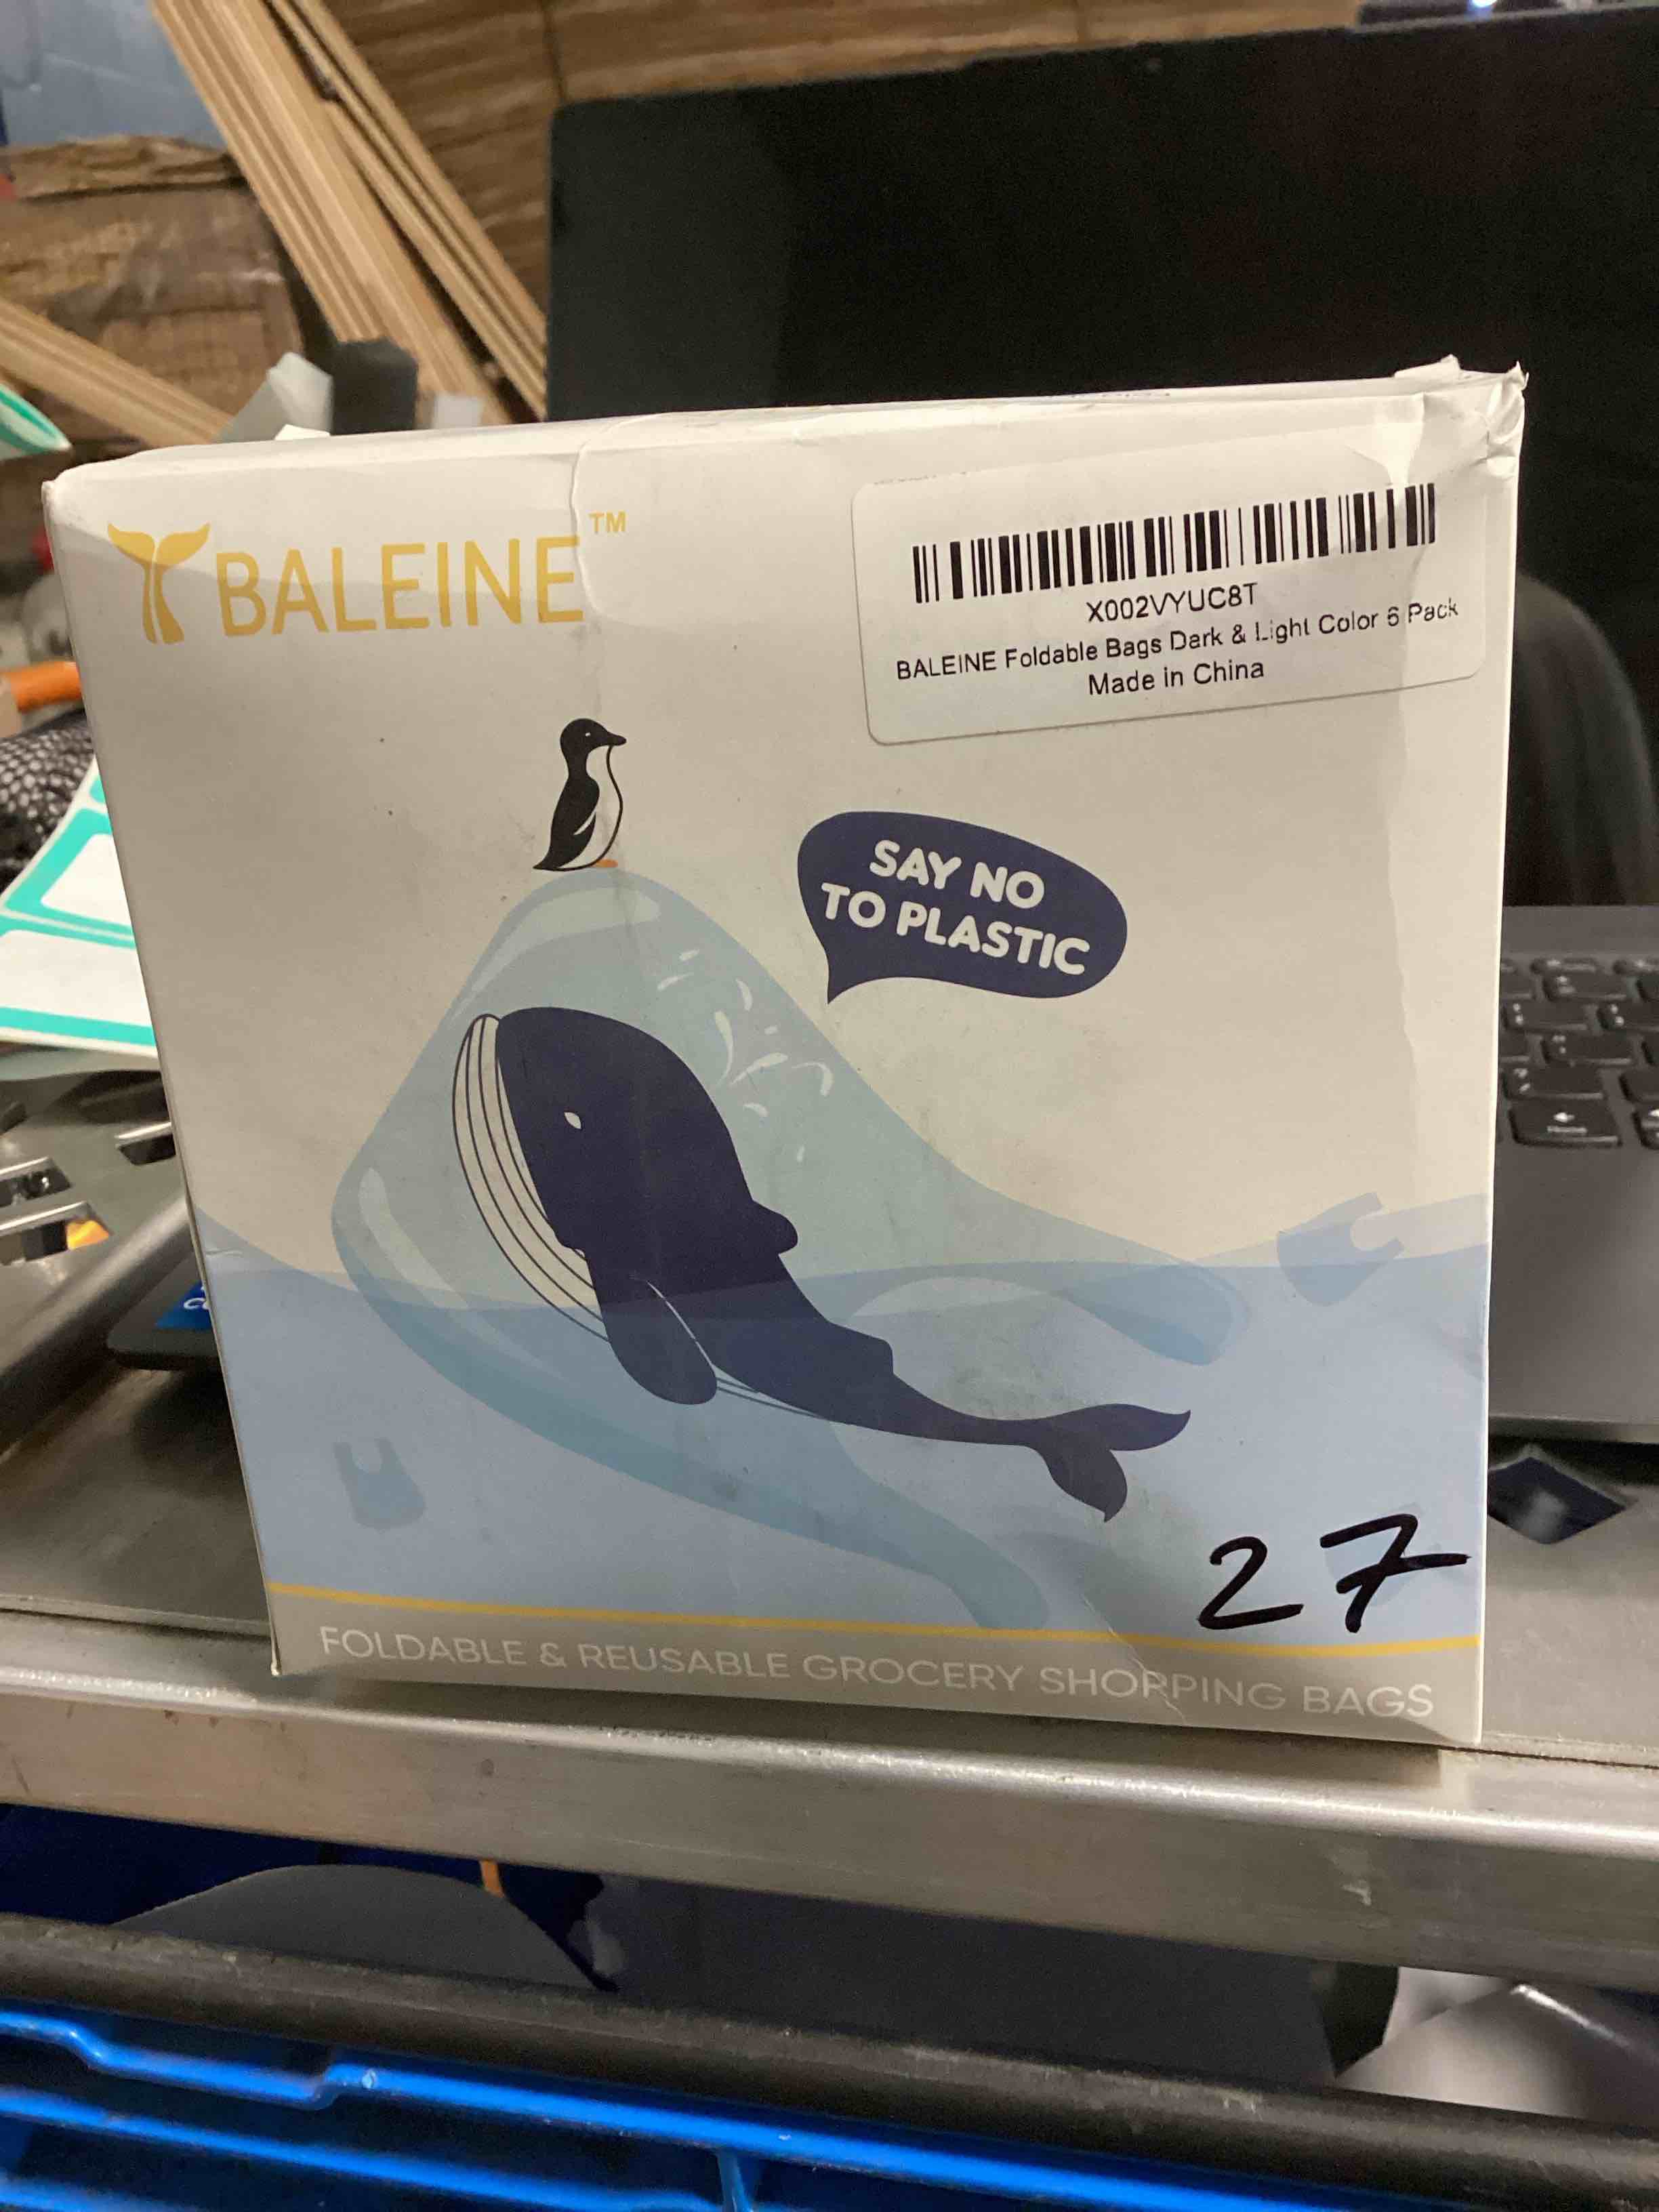 BALEINE™
X002VYUC8T
BALEINE Foldable Bags Dark & Light Color 6 Pack
Made in China
SAY NO
TO PLASTIC
27
FOLDABLE & REUSABLE GROCERY SHOPPING BAGS
Home